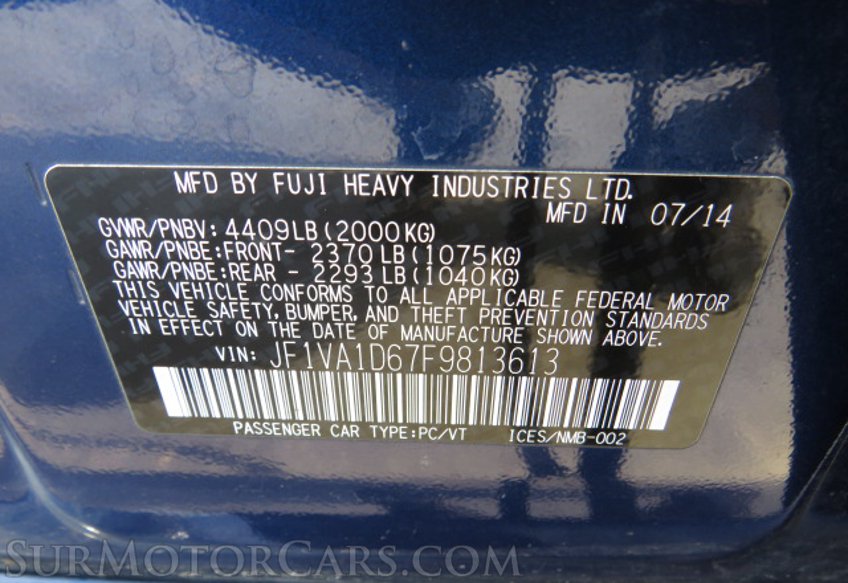 MFD BY FUJI HEAVY INDUSTRIES LTD.
MFD IN 07/14
GVWR/PNBV: 4409LB(2000KG)
GAWR/PNBE:FRONT- 2370LB(1075KG)
GAWR/PNBE:REAR - 2293LB(1040KG)
THIS VEHICLE CONFORMS TO ALL APPLICABLE FEDERAL MOTOR
VEHICLE SAFETY, BUMPER, AND THEFT PREVENTION STANDARDS
IN EFFECT ON THE DATE OF MANUFACTURE SHOWN ABOVE.
VIN: JF1VA1D67F9813613
PASSENGER CAR TYPE:PC/VT ICES/NMB-002
SurMotorCars.com